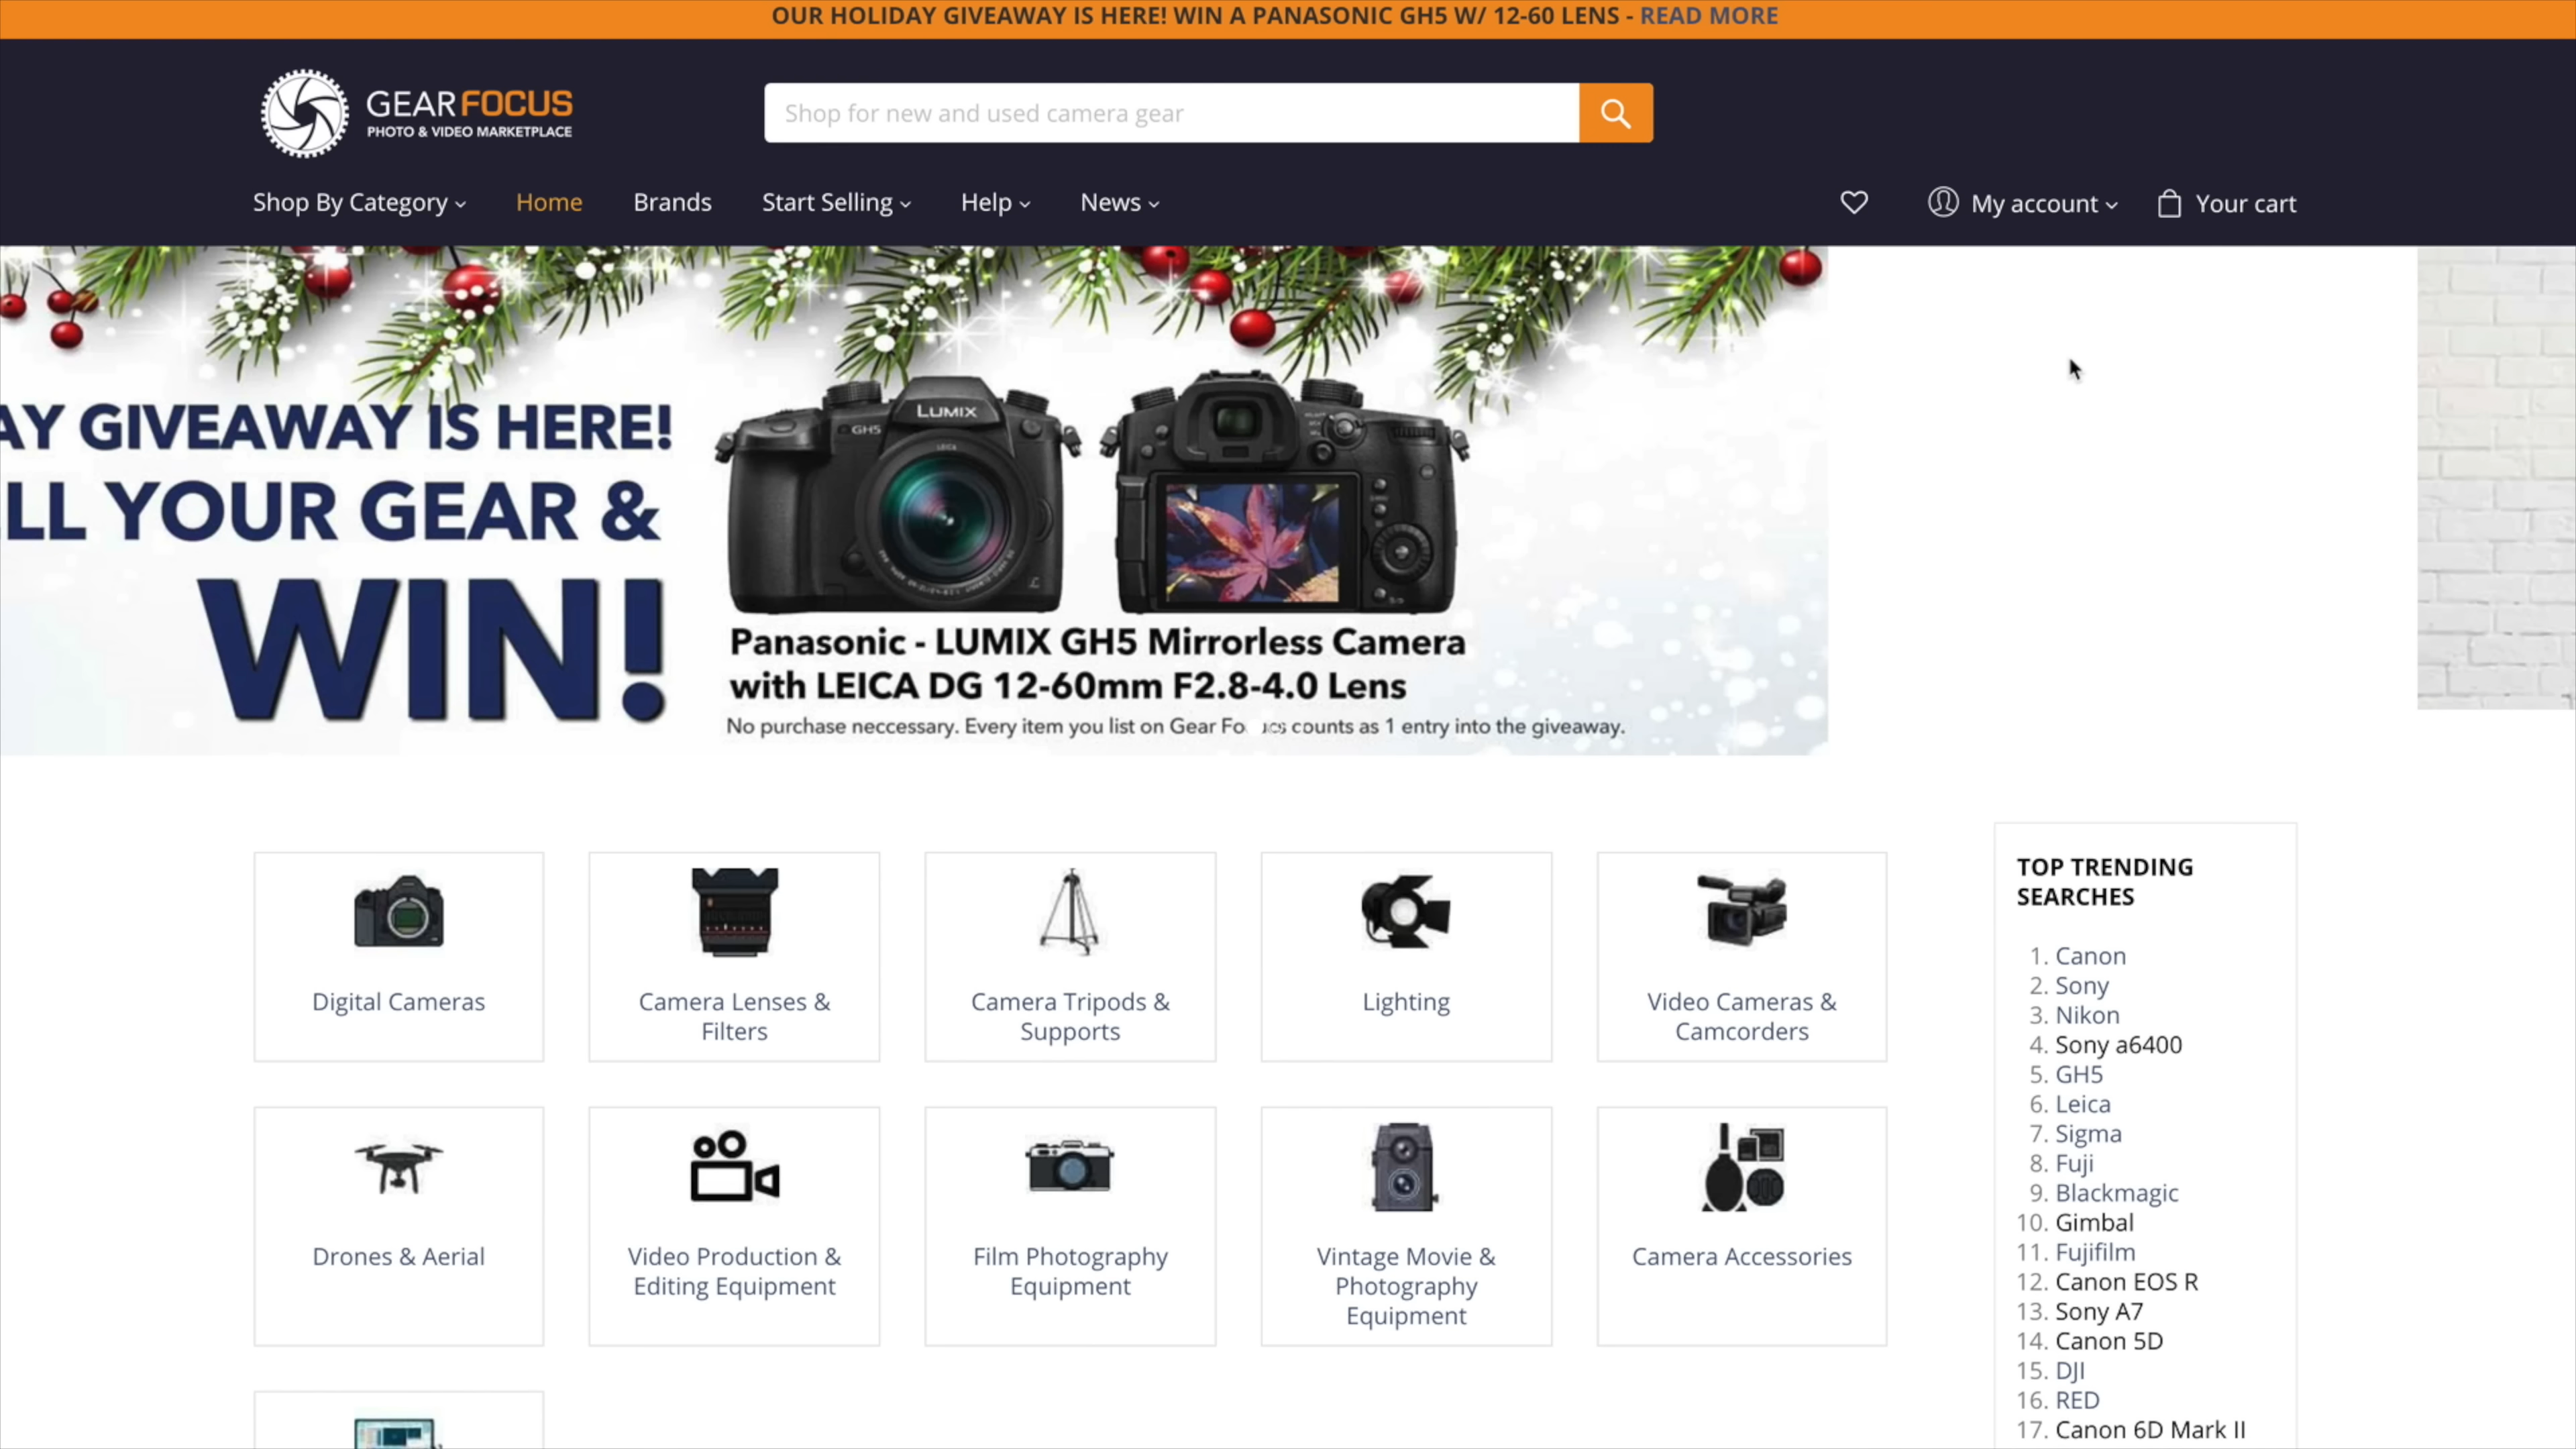 OUR HOLIDAY GIVEAWAY IS HERE! WIN A PANASONIC GH5 W/ 12-60 LENS - READ MORE
GEARFOCUS
PHOTO & VIDEO MARKETPLACE
Shop for new and used camera gear
Shop By Category
Home
Brands
Start Selling
Help
News
My account
Your cart
AY GIVEAWAY IS HERE!
LL YOUR GEAR &
WIN!
LUMIX
GH5
LEICA
Panasonic - LUMIX GH5 Mirrorless Camera
with LEICA DG 12-60mm F2.8-4.0 Lens
No purchase neccessary. Every item you list on Gear Focus counts as 1 entry into the giveaway.
Digital Cameras
Camera Lenses &
Filters
Camera Tripods &
Supports
Lighting
Video Cameras &
Camcorders
Drones & Aerial
Video Production &
Editing Equipment
Film Photography
Equipment
Vintage Movie &
Photography
Equipment
Camera Accessories
TOP TRENDING
SEARCHES
1. Canon
2. Sony
3. Nikon
4. Sony a6400
5. GH5
6. Leica
7. Sigma
8. Fuji
9. Blackmagic
10. Gimbal
11. Fujifilm
12. Canon EOS R
13. Sony A7
14. Canon 5D
15. DJI
16. RED
17. Canon 6D Mark II